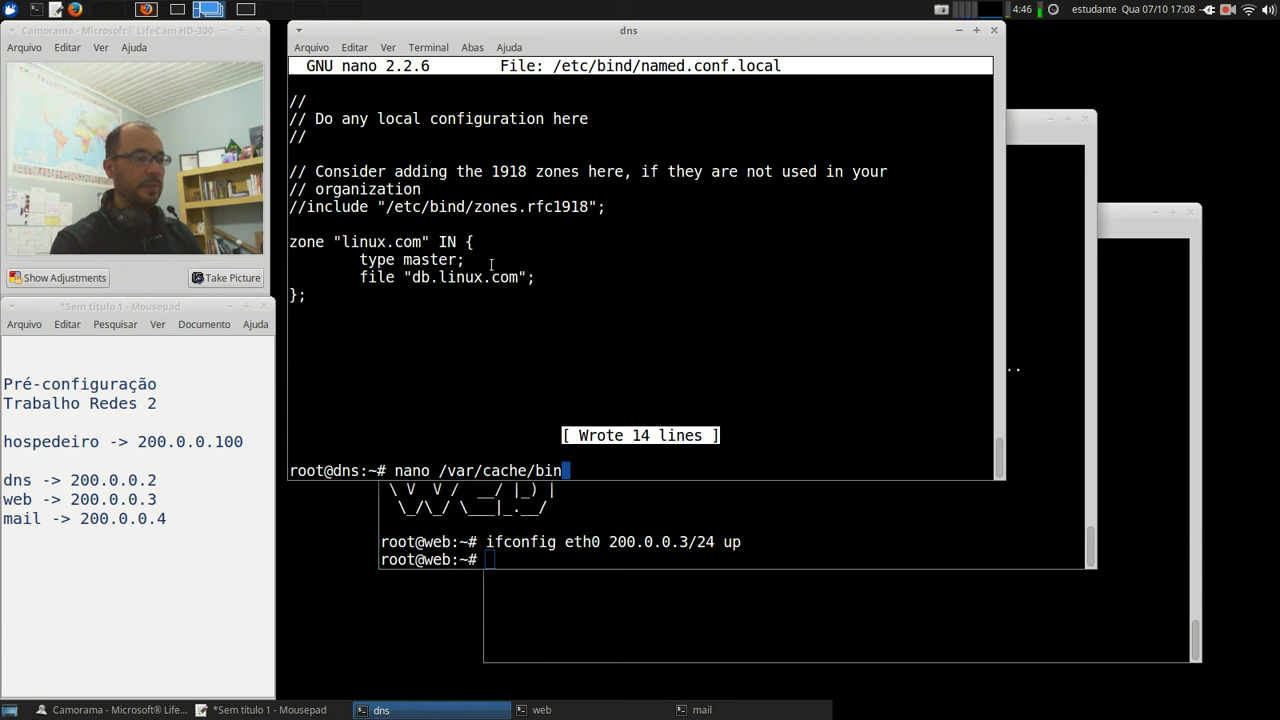 4:46 estudante Qua 07/10 17:08
Camorama - Microsoft® LifeCam HD-300
Arquivo Editar Ver Ajuda
Show Adjustments Take Picture
*Sem título 1 - Mousepad
Arquivo Editar Pesquisar Ver Documento Ajuda
Pré-configuração
Trabalho Redes 2
hospedeiro -> 200.0.0.100
dns -> 200.0.0.2
web -> 200.0.0.3
mail -> 200.0.0.4
dns
Arquivo Editar Ver Terminal Abas Ajuda
GNU nano 2.2.6 File: /etc/bind/named.conf.local
//
// Do any local configuration here
//
// Consider adding the 1918 zones here, if they are not used in your
// organization
//include "/etc/bind/zones.rfc1918";
zone "linux.com" IN {
type master;
file "db.linux.com";
};
[ Wrote 14 lines ]
root@dns:~# nano /var/cache/bin
..
\ V  V /  __/ |_) |
\_/\_/ \___|_.__/
root@web:~# ifconfig eth0 200.0.0.3/24 up
root@web:~#
Camorama - Microsoft® LifeCa... *Sem título 1 - Mousepad dns web mail